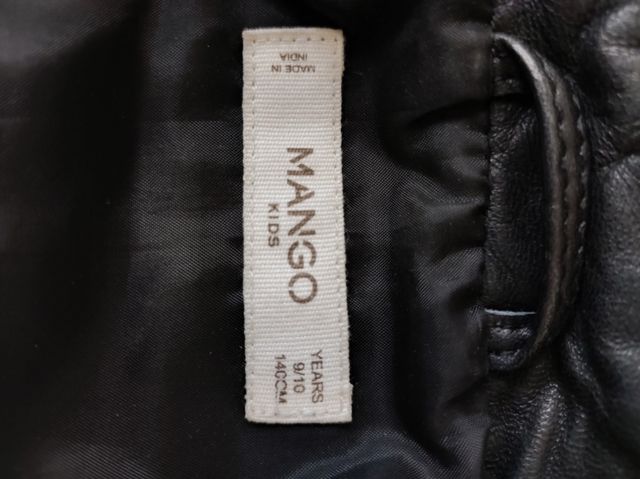 MADE IN
INDIA
MANGO
KIDS
YEARS
9/10
140CM